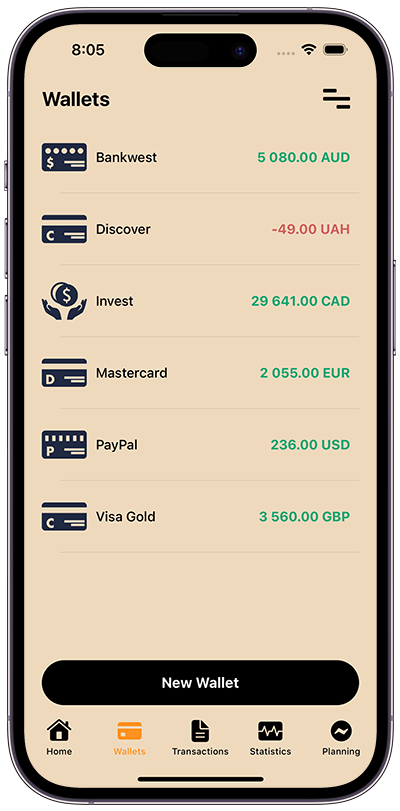 8:05
Wallets
$ Bankwest 5 080.00 AUD
C Discover -49.00 UAH
$ Invest 29 641.00 CAD
D Mastercard 2 055.00 EUR
P PayPal 236.00 USD
C Visa Gold 3 560.00 GBP
New Wallet
Home Wallets Transactions Statistics Planning